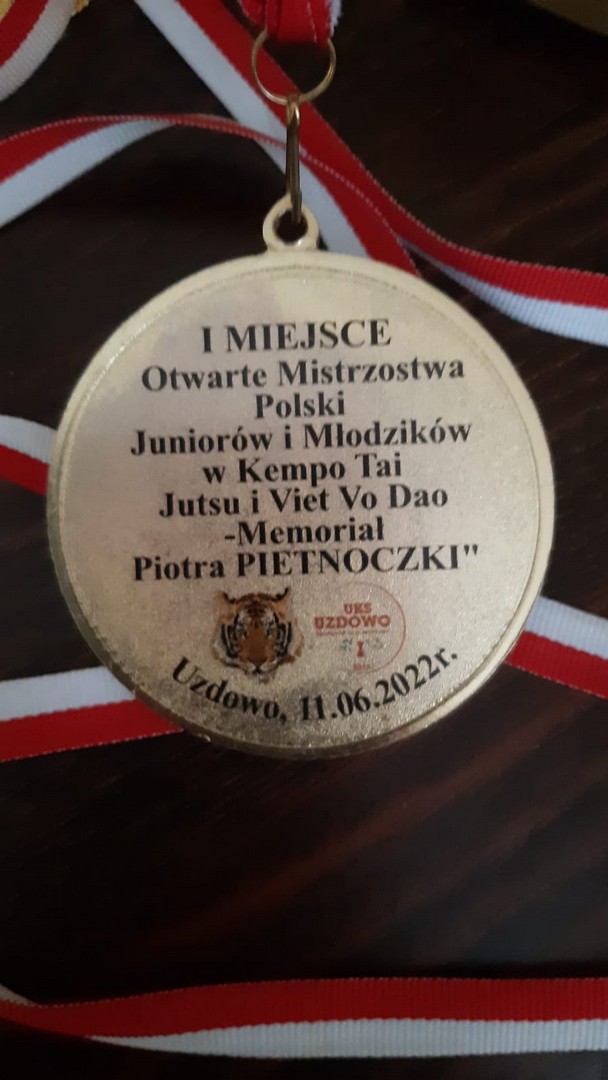 I MIEJSCE
Otwarte Mistrzostwa
Polski
Juniorów i Młodzików
w Kempo Tai
Jutsu i Viet Vo Dao
-Memoriał
Piotra PIETNOCZKI"
UKS
UZDOWO
Uzdowo, 11.06.2022r.